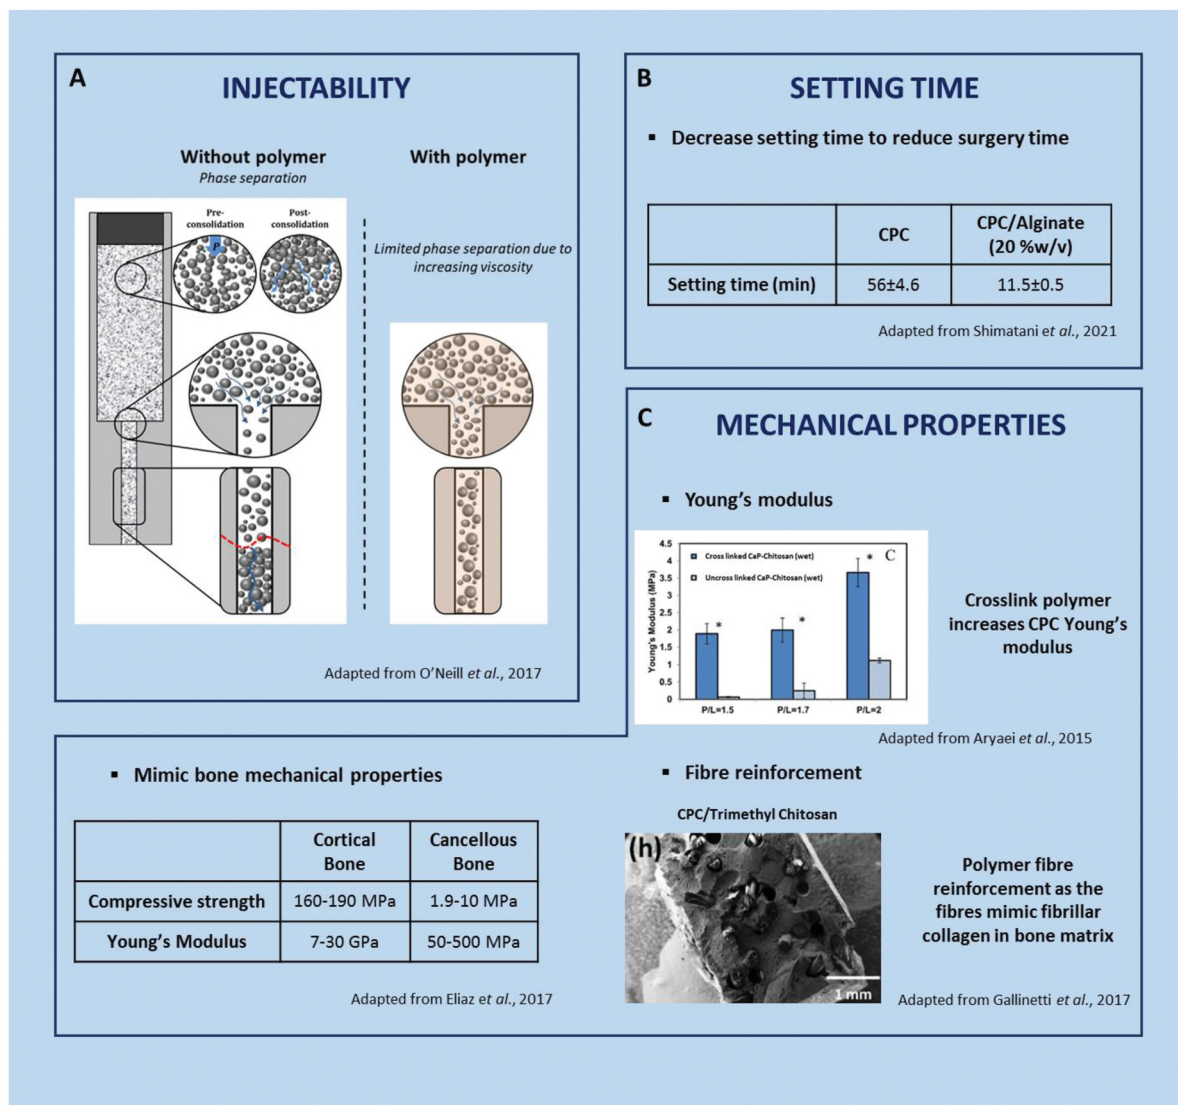 A
INJECTABILITY
Without polymer
Phase separation
With polymer
Pre-
consolidation
Post-
consolidation
P
Limited phase separation due to
increasing viscosity
Adapted from O'Neill et al., 2017
B
SETTING TIME
▪ Decrease setting time to reduce surgery time
CPC
CPC/Alginate
(20 %w/v)
Setting time (min)
56±4.6
11.5±0.5
Adapted from Shimatani et al., 2021
C
MECHANICAL PROPERTIES
▪ Young's modulus
4.5
4
3.5
3
2.5
2
1.5
1
0.5
0
Young's Modulus (MPa)
Cross linked CaP-Chitosan (wet)
Uncross linked CaP-Chitosan (wet)
*
*
*
C
P/L=1.5
P/L=1.7
P/L=2
Crosslink polymer
increases CPC Young's
modulus
Adapted from Aryaei et al., 2015
▪ Mimic bone mechanical properties
Cortical
Bone
Cancellous
Bone
Compressive strength
160-190 MPa
1.9-10 MPa
Young's Modulus
7-30 GPa
50-500 MPa
Adapted from Eliaz et al., 2017
▪ Fibre reinforcement
CPC/Trimethyl Chitosan
(h)
1 mm
Polymer fibre
reinforcement as the
fibres mimic fibrillar
collagen in bone matrix
Adapted from Gallinetti et al., 2017